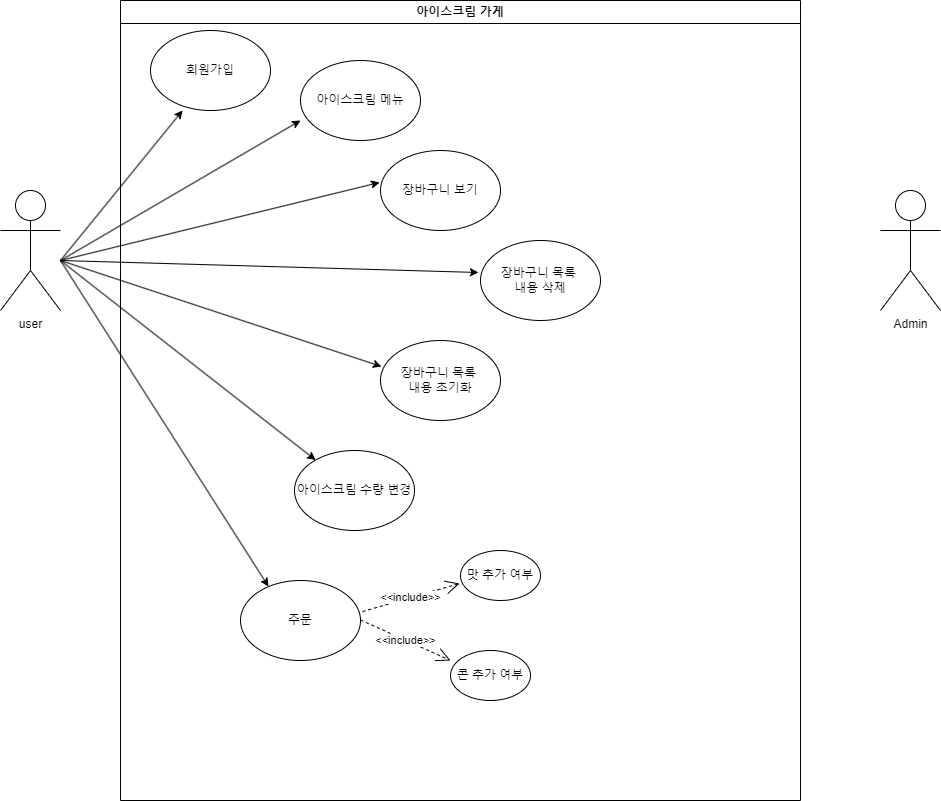 아이스크림 가게
회원가입
아이스크림 메뉴
장바구니 보기
장바구니 목록
내용 삭제
user
Admin
장바구니 목록
내용 초기화
아이스크림 수량 변경
맛 추가 여부
<<include>>
주문
<<include>>
콘 추가 여부